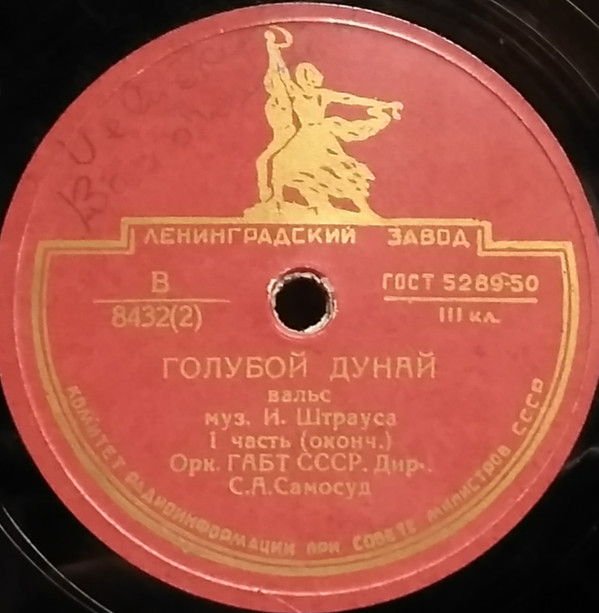 ЛЕНИНГРАДСКИЙ ЗАВОД
В
8432(2)
ГОСТ 5289-50
III кл.
ГОЛУБОЙ ДУНАЙ
вальс
муз. И. Штрауса
1 часть (оконч.)
Орк. ГАБТ СССР. Дир.
С.А.Самосуд
КОМИТЕТ РАДИОИНФОРМАЦИИ ПРИ СОВЕТЕ МИНИСТРОВ СССР